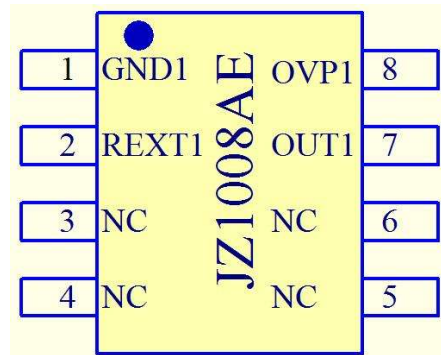 1 GND1 OVP1 8
2 REXT1 OUT1 7
3 NC NC 6
4 NC NC 5
JZ1008AE